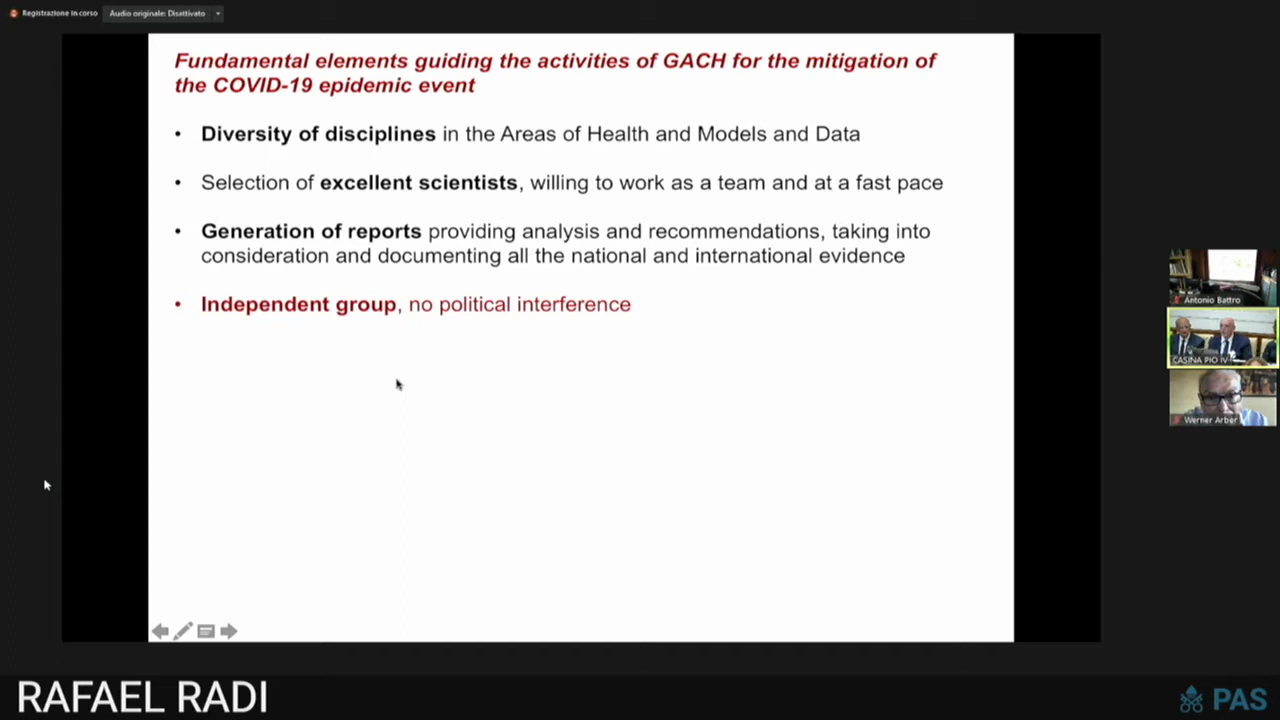 Registrazione in corso
Audio originale: Disattivato
Fundamental elements guiding the activities of GACH for the mitigation of
the COVID-19 epidemic event
• Diversity of disciplines in the Areas of Health and Models and Data
• Selection of excellent scientists, willing to work as a team and at a fast pace
• Generation of reports providing analysis and recommendations, taking into
consideration and documenting all the national and international evidence
• Independent group, no political interference
Antonio Battro
CASINA PIO IV
Werner Arber
RAFAEL RADI
PAS